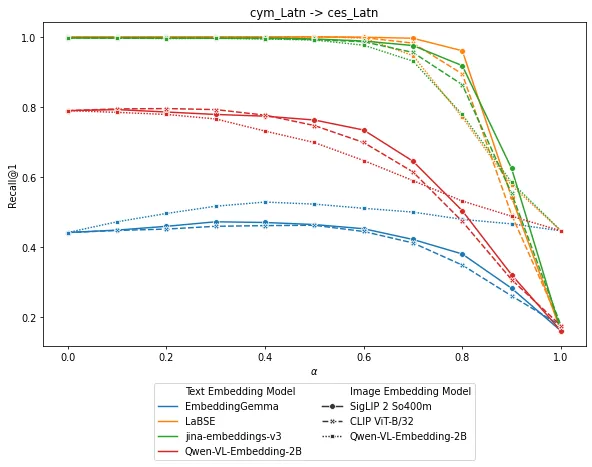 cym_Latn -> ces_Latn
Recall@1
1.0
0.8
0.6
0.4
0.2
0.0 0.2 0.4 0.6 0.8 1.0
α
Text Embedding Model Image Embedding Model
EmbeddingGemma SigLIP 2 So400m
LaBSE CLIP ViT-B/32
jina-embeddings-v3 Qwen-VL-Embedding-2B
Qwen-VL-Embedding-2B